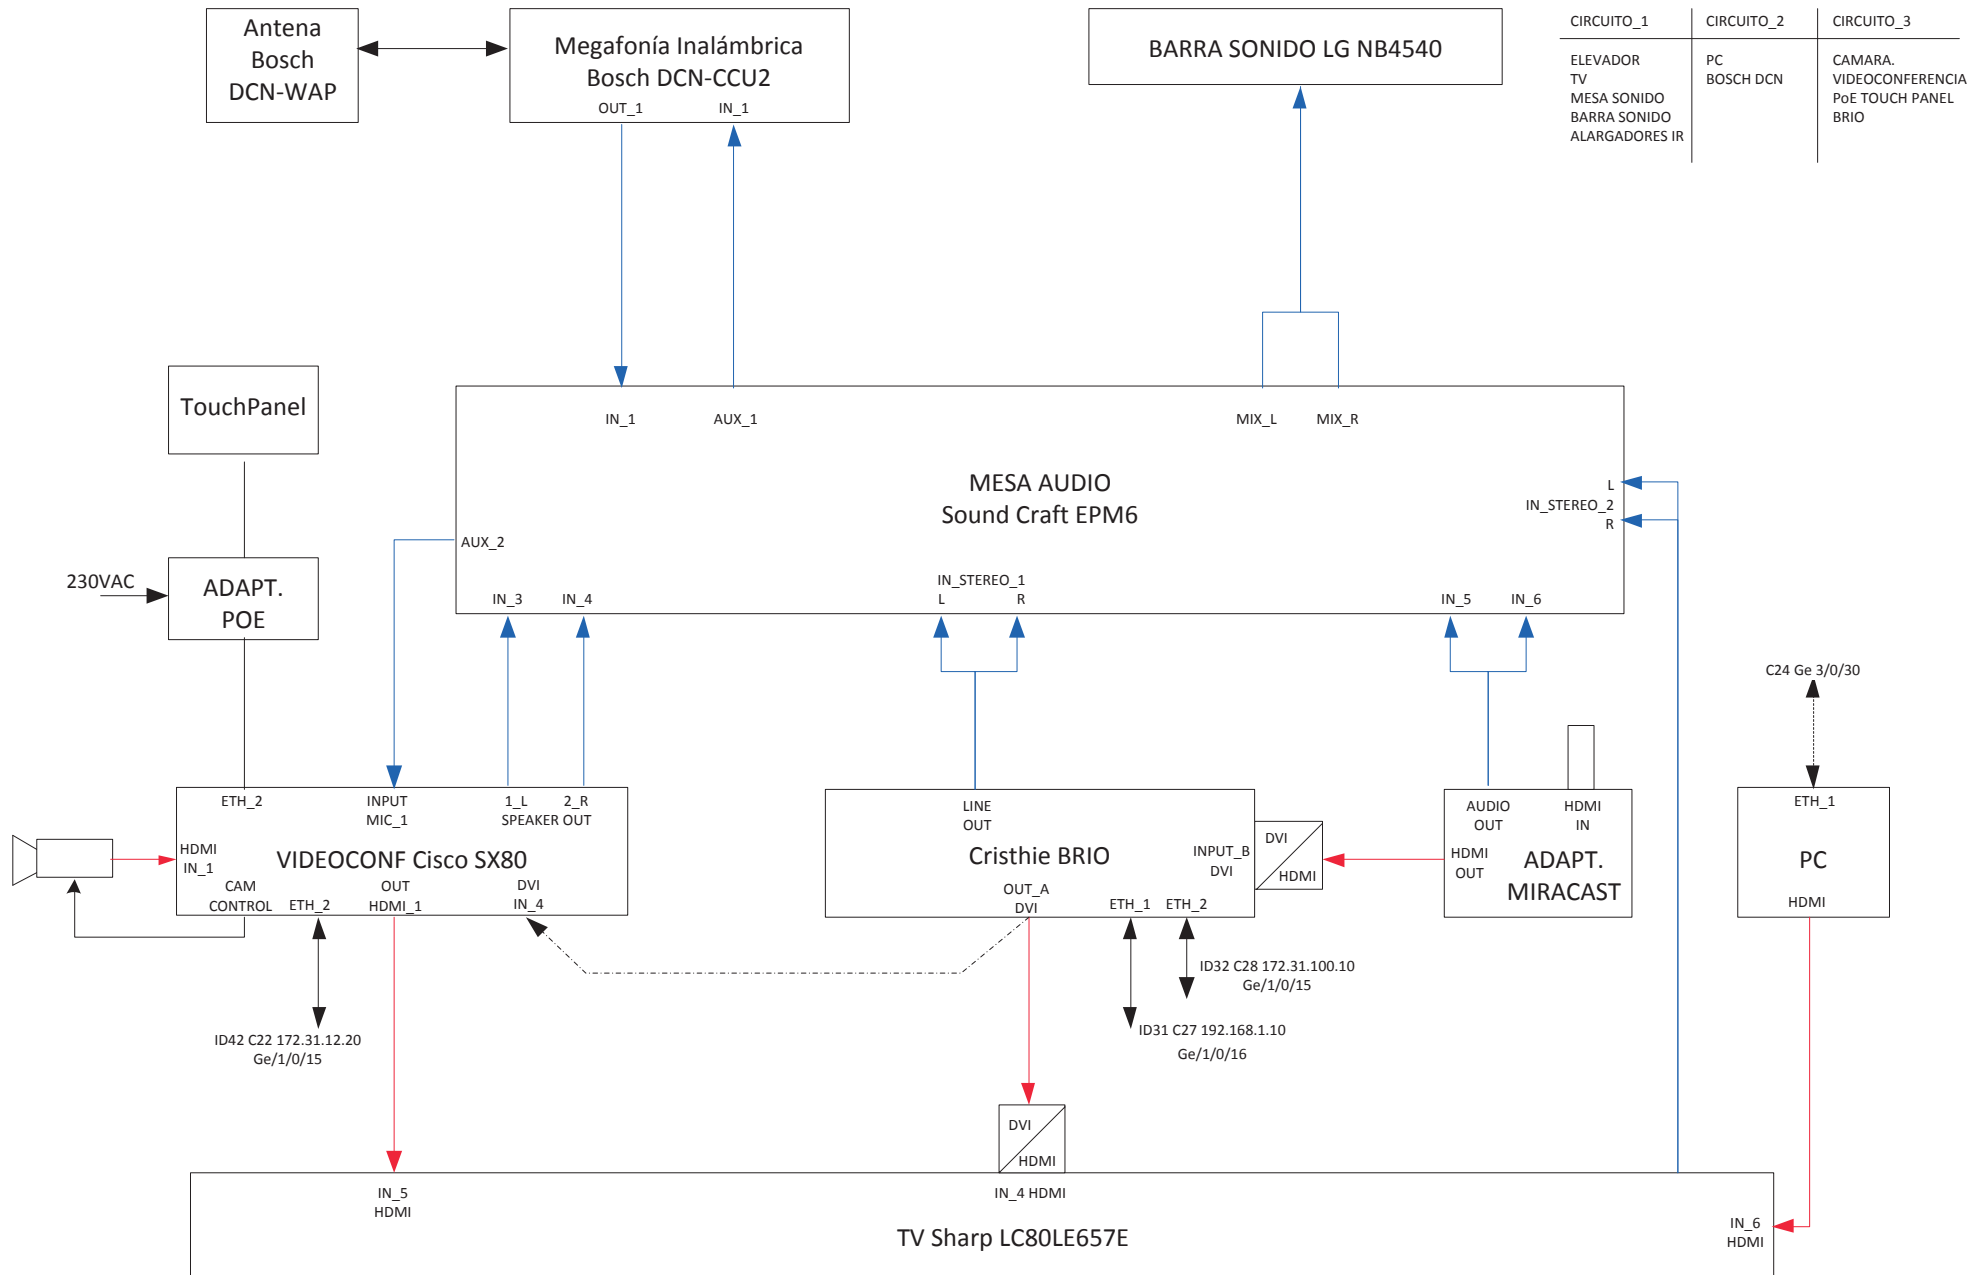 Antena
Bosch
DCN-WAP
Megafonía Inalámbrica
Bosch DCN-CCU2
OUT_1
IN_1
BARRA SONIDO LG NB4540
CIRCUITO_1
ELEVADOR
TV
MESA SONIDO
BARRA SONIDO
ALARGADORES IR
CIRCUITO_2
PC
BOSCH DCN
CIRCUITO_3
CAMARA.
VIDEOCONFERENCIA
PoE TOUCH PANEL
BRIO
TouchPanel
230VAC
ADAPT.
POE
IN_1
AUX_1
MIX_L
MIX_R
MESA AUDIO
Sound Craft EPM6
L
IN_STEREO_2
R
AUX_2
IN_3
IN_4
IN_STEREO_1
L
R
IN_5
IN_6
ETH_2
INPUT
MIC_1
1_L
2_R
SPEAKER OUT
HDMI
IN_1
VIDEOCONF Cisco SX80
CAM
CONTROL
ETH_2
OUT
HDMI_1
DVI
IN_4
ID42 C22 172.31.12.20
Ge/1/0/15
LINE
OUT
Cristhie BRIO
INPUT_B
DVI
OUT_A
DVI
ETH_1
ETH_2
DVI
HDMI
ID32 C28 172.31.100.10
Ge/1/0/15
ID31 C27 192.168.1.10
Ge/1/0/16
AUDIO
OUT
HDMI
IN
HDMI
OUT
ADAPT.
MIRACAST
C24 Ge 3/0/30
ETH_1
PC
HDMI
DVI
HDMI
IN_5
HDMI
IN_4 HDMI
TV Sharp LC80LE657E
IN_6
HDMI